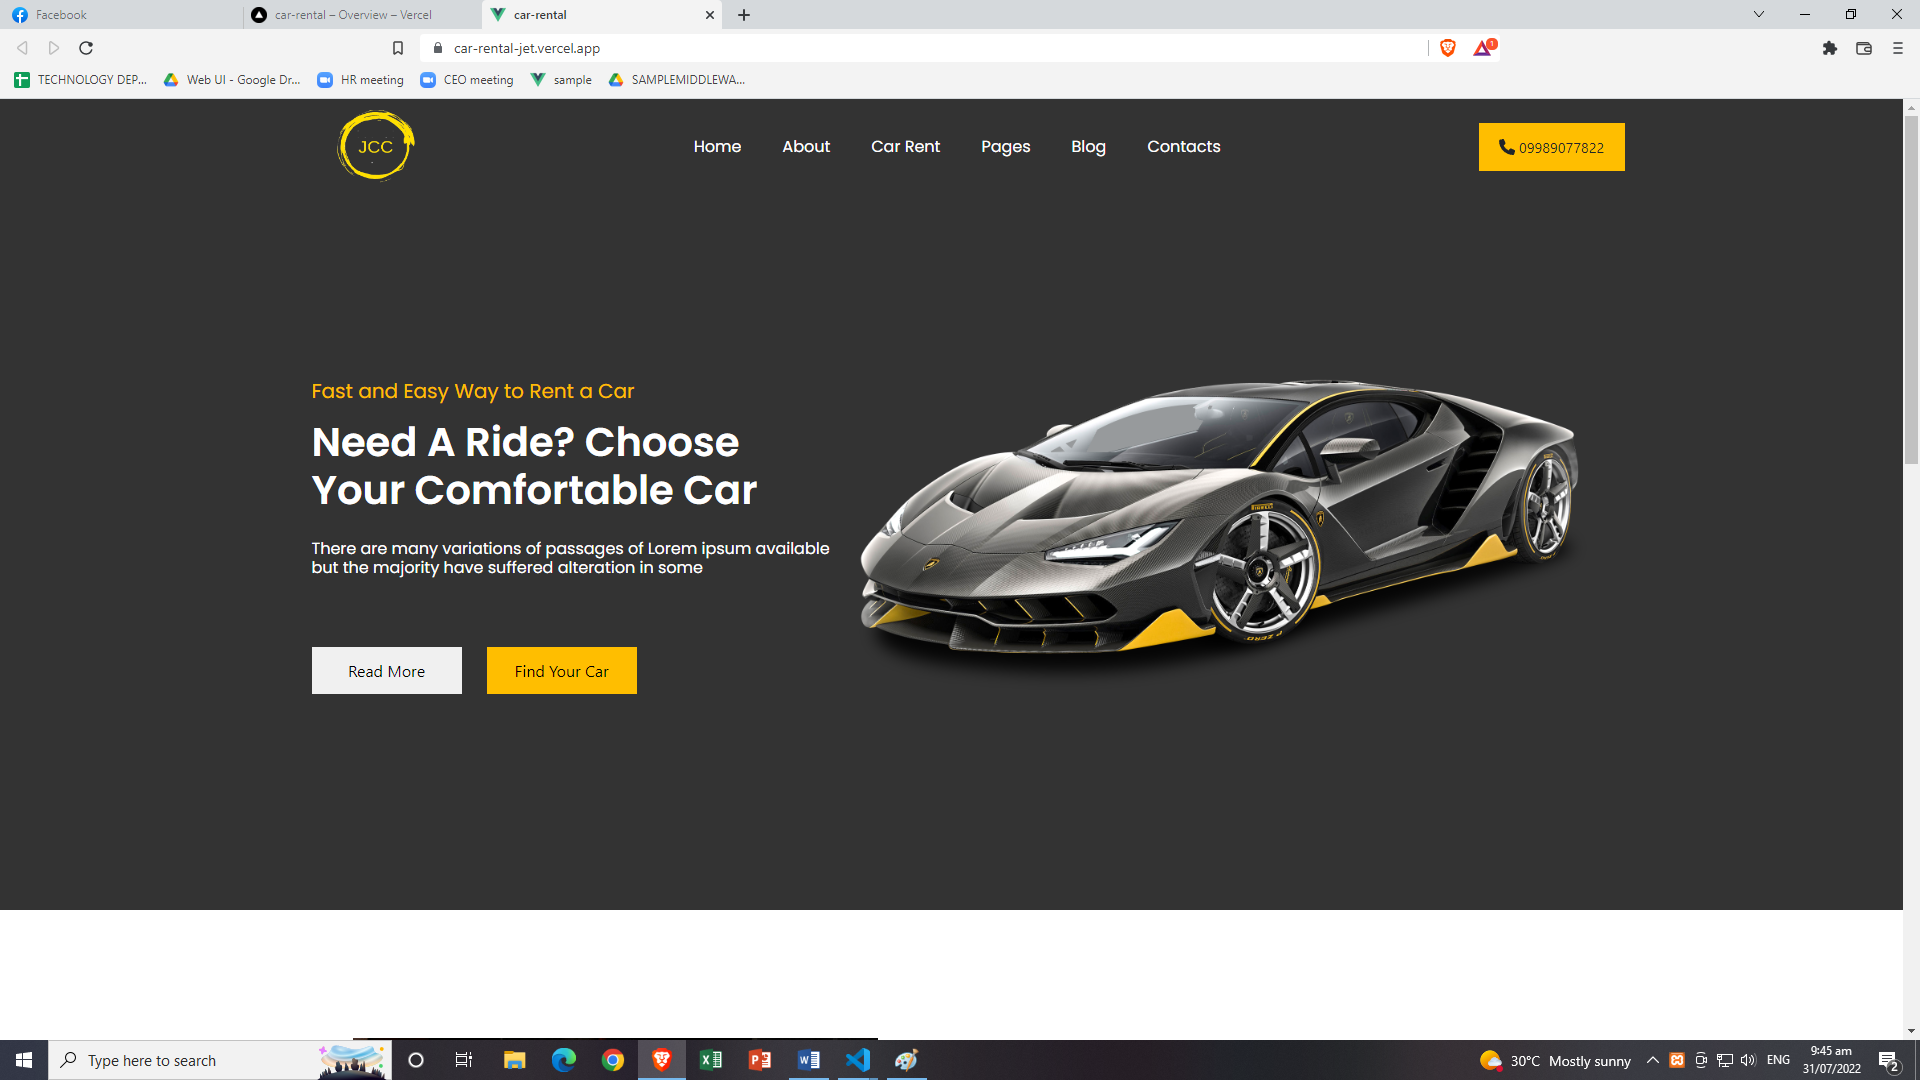 Facebook
car-rental – Overview – Vercel
car-rental
car-rental-jet.vercel.app
1
TECHNOLOGY DEP...
Web UI - Google Dr...
HR meeting
CEO meeting
sample
SAMPLEMIDDLEWA...
JCC
Home
About
Car Rent
Pages
Blog
Contacts
09989077822
Fast and Easy Way to Rent a Car
Need A Ride? Choose
Your Comfortable Car
There are many variations of passages of Lorem ipsum available
but the majority have suffered alteration in some
Read More
Find Your Car
PIRELLI
P ZERO
Type here to search
30°C Mostly sunny
ENG
9:45 am
31/07/2022
2